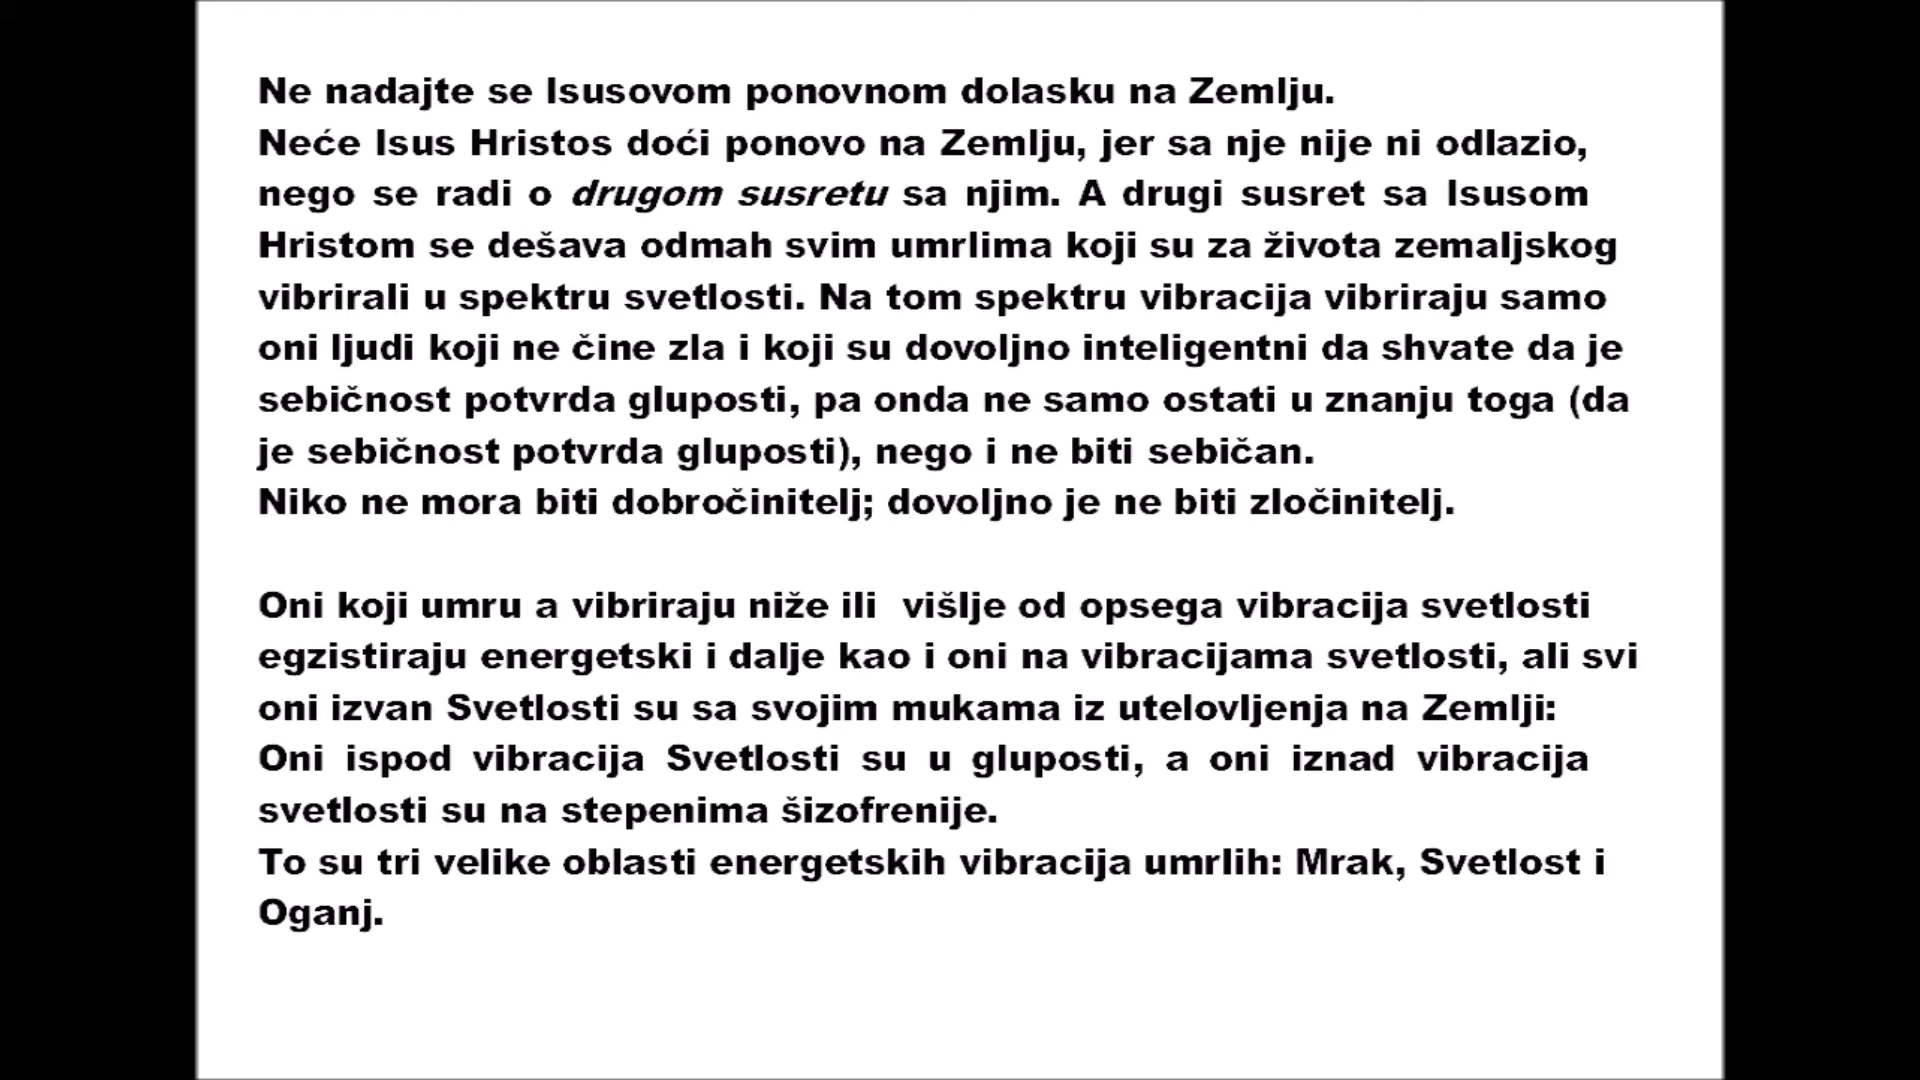 Ne nadajte se Isusovom ponovnom dolasku na Zemlju.
Neće Isus Hristos doći ponovo na Zemlju, jer sa nje nije ni odlazio,
nego se radi o drugom susretu sa njim. A drugi susret sa Isusom
Hristom se dešava odmah svim umrlima koji su za života zemaljskog
vibrirali u spektru svetlosti. Na tom spektru vibracija vibriraju samo
oni ljudi koji ne čine zla i koji su dovoljno inteligentni da shvate da je
sebičnost potvrda gluposti, pa onda ne samo ostati u znanju toga (da
je sebičnost potvrda gluposti), nego i ne biti sebičan.
Niko ne mora biti dobročinitelj; dovoljno je ne biti zločinitelj.
Oni koji umru a vibriraju niže ili  višlje od opsega vibracija svetlosti
egzistiraju energetski i dalje kao i oni na vibracijama svetlosti, ali svi
oni izvan Svetlosti su sa svojim mukama iz utelovljenja na Zemlji:
Oni ispod vibracija Svetlosti su u gluposti, a oni iznad vibracija
svetlosti su na stepenima šizofrenije.
To su tri velike oblasti energetskih vibracija umrlih: Mrak, Svetlost i
Oganj.